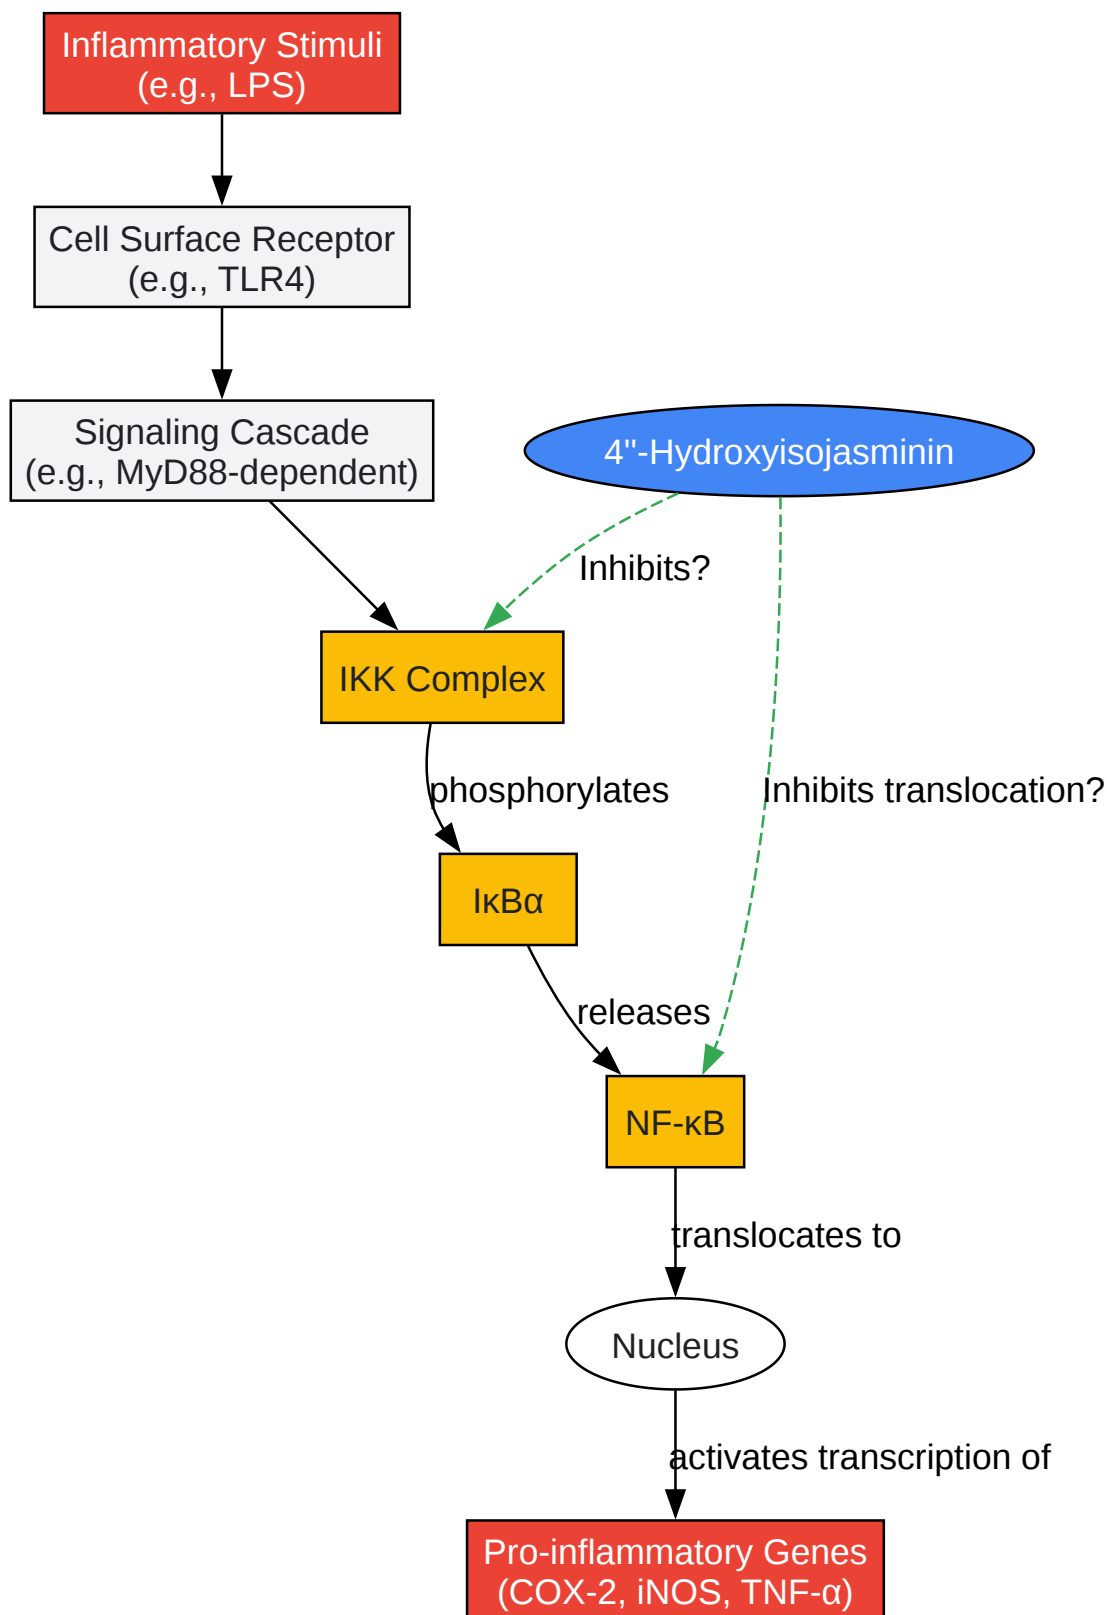 Inflammatory Stimuli
(e.g., LPS)
Cell Surface Receptor
(e.g., TLR4)
Signaling Cascade
(e.g., MyD88-dependent)
4"-Hydroxyisojasminin
Inhibits?
IKK Complex
phosphorylates
Inhibits translocation?
IκBα
releases
NF-κB
translocates to
Nucleus
activates transcription of
Pro-inflammatory Genes
(COX-2, iNOS, TNF-α)